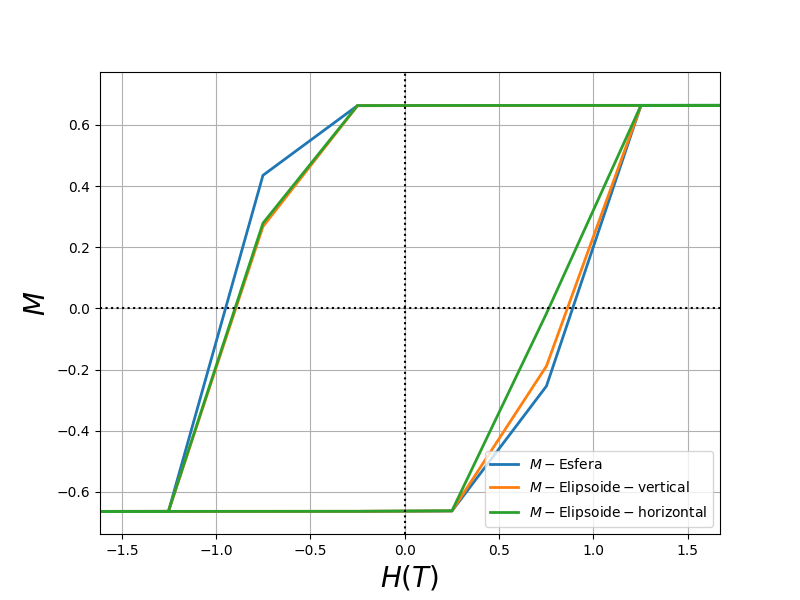 M
0.6
0.4
0.2
0.0
−0.2
−0.4
−0.6
−1.5
−1.0
−0.5
0.0
0.5
1.0
1.5
H(T)
M − Esfera
M − Elipsoide − vertical
M − Elipsoide − horizontal